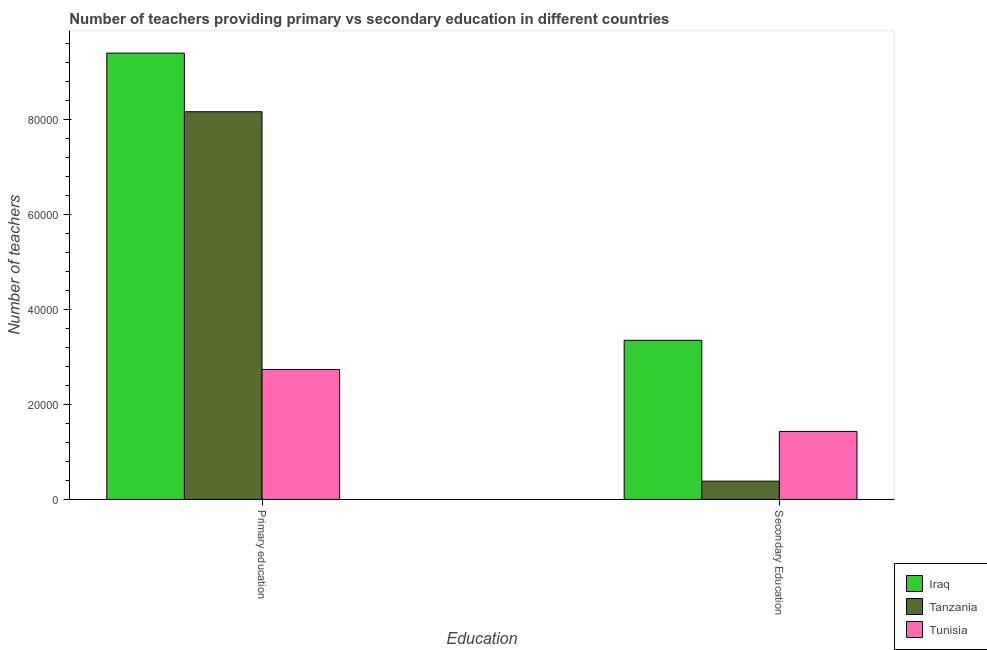 Number of teachers providing primary vs secondary education in different countries
Number of teachers
80000
60000
40000
20000
0
Primary education
Secondary Education
Education
Iraq
Tanzania
Tunisia